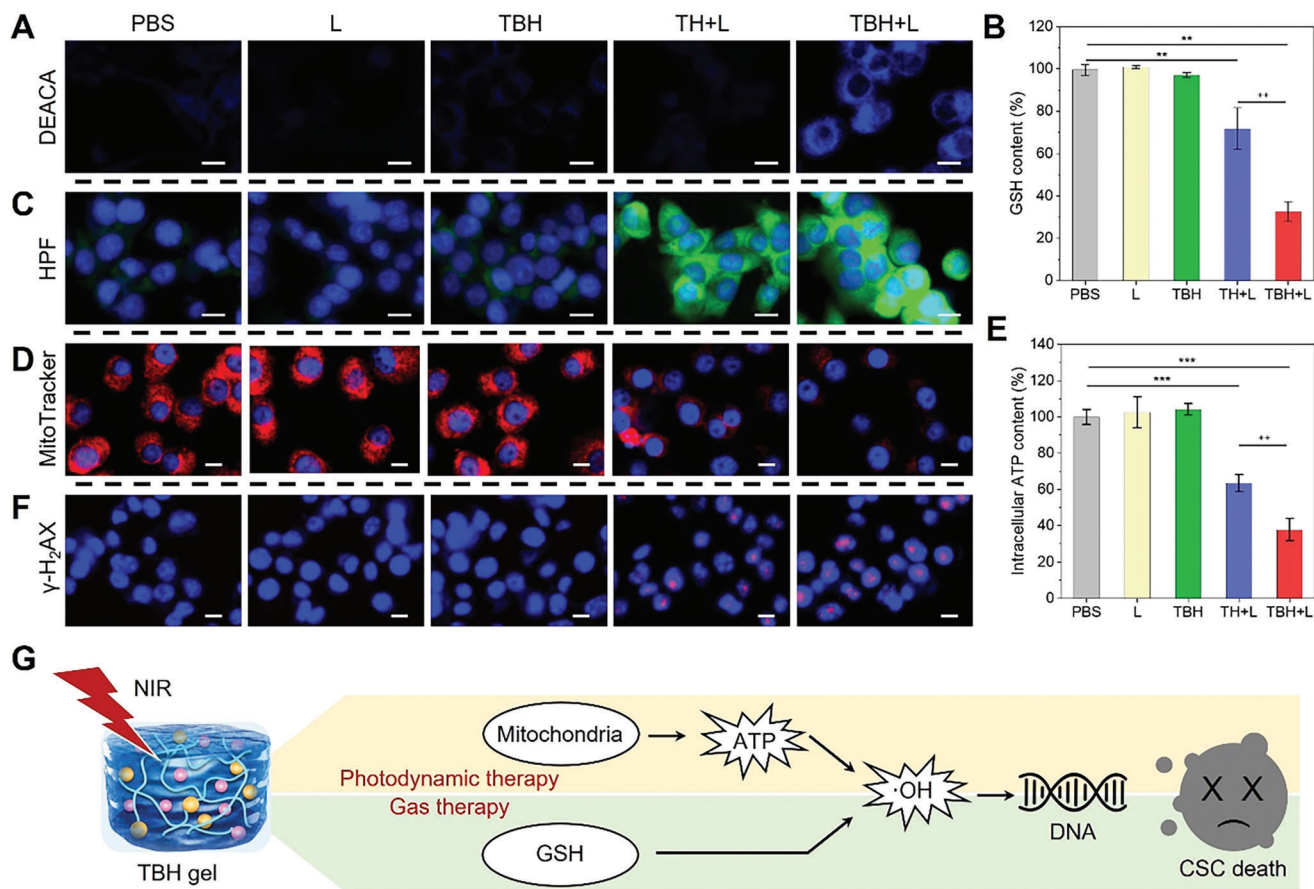 A
PBS
L
TBH
TH+L
TBH+L
DEACA
C
HPF
D
MitoTracker
F
γ-H₂AX
B
GSH content (%)
120
100
80
60
40
20
0
**
**
++
PBS
L
TBH
TH+L
TBH+L
E
Intracellular ATP content (%)
140
120
100
80
60
40
20
0
***
***
++
PBS
L
TBH
TH+L
TBH+L
G
NIR
TBH gel
Photodynamic therapy
Gas therapy
Mitochondria
ATP
GSH
·OH
DNA
X X
CSC death